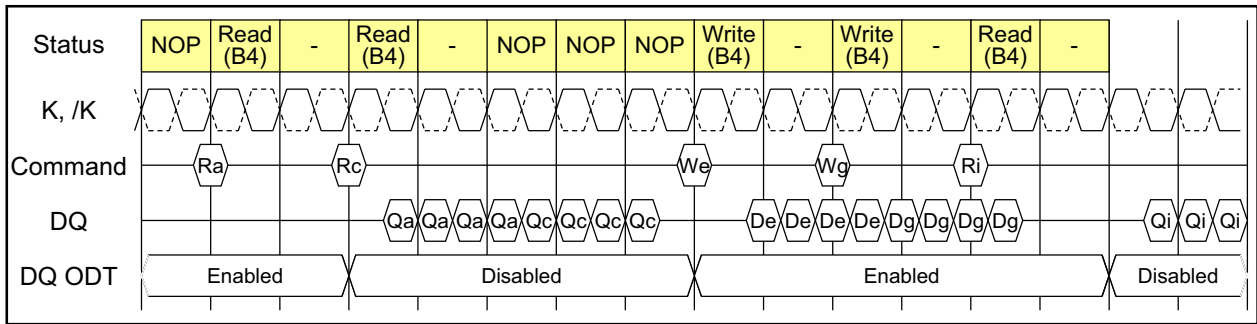 Status NOP Read (B4) - Read (B4) - NOP NOP NOP Write (B4) - Write (B4) - Read (B4) -
K, /K
Command Ra Rc We Wg Ri
DQ Qa Qa Qa Qa Qc Qc Qc Qc De De De De Dg Dg Dg Dg Qi Qi Qi
DQ ODT Enabled Disabled Enabled Disabled